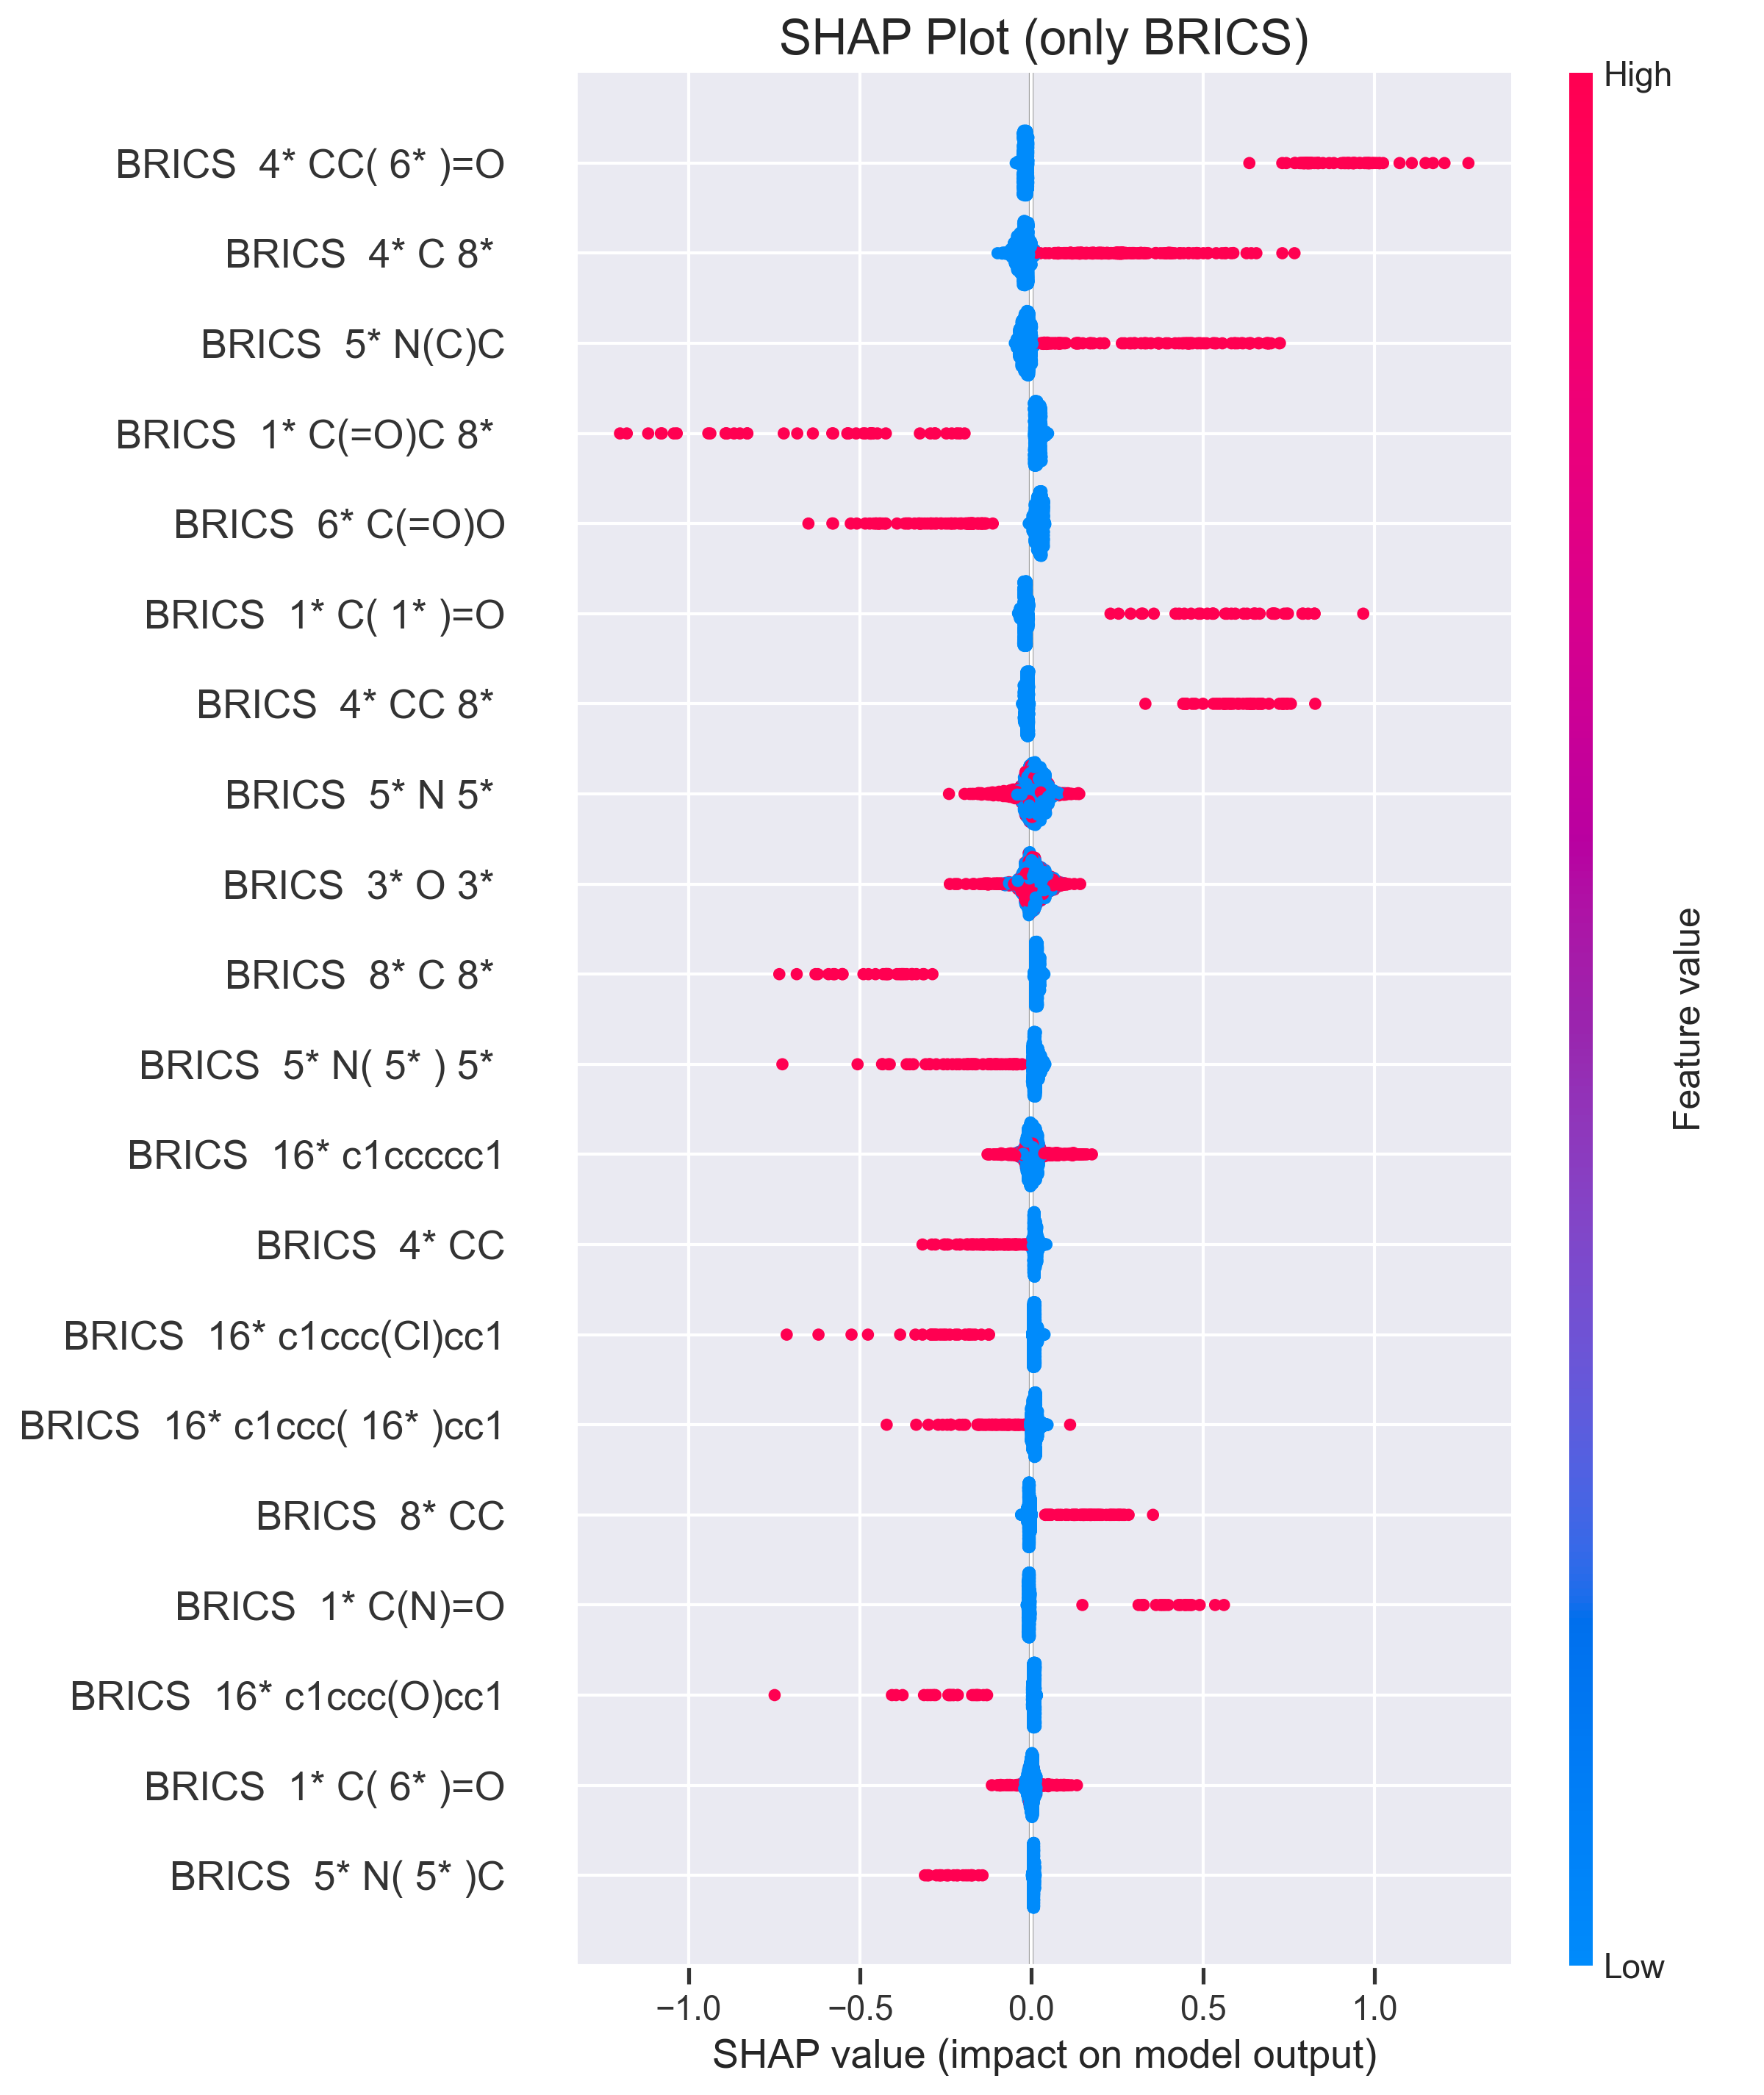 SHAP Plot (only BRICS)
High
BRICS  4* CC( 6* )=O
BRICS  4* C 8*
BRICS  5* N(C)C
BRICS  1* C(=O)C 8*
BRICS  6* C(=O)O
BRICS  1* C( 1* )=O
BRICS  4* CC 8*
BRICS  5* N 5*
BRICS  3* O 3*
BRICS  8* C 8*
BRICS  5* N( 5* ) 5*
BRICS  16* c1ccccc1
BRICS  4* CC
BRICS  16* c1ccc(Cl)cc1
BRICS  16* c1ccc( 16* )cc1
BRICS  8* CC
BRICS  1* C(N)=O
BRICS  16* c1ccc(O)cc1
BRICS  1* C( 6* )=O
BRICS  5* N( 5* )C
Feature value
Low
−1.0 −0.5 0.0 0.5 1.0
SHAP value (impact on model output)